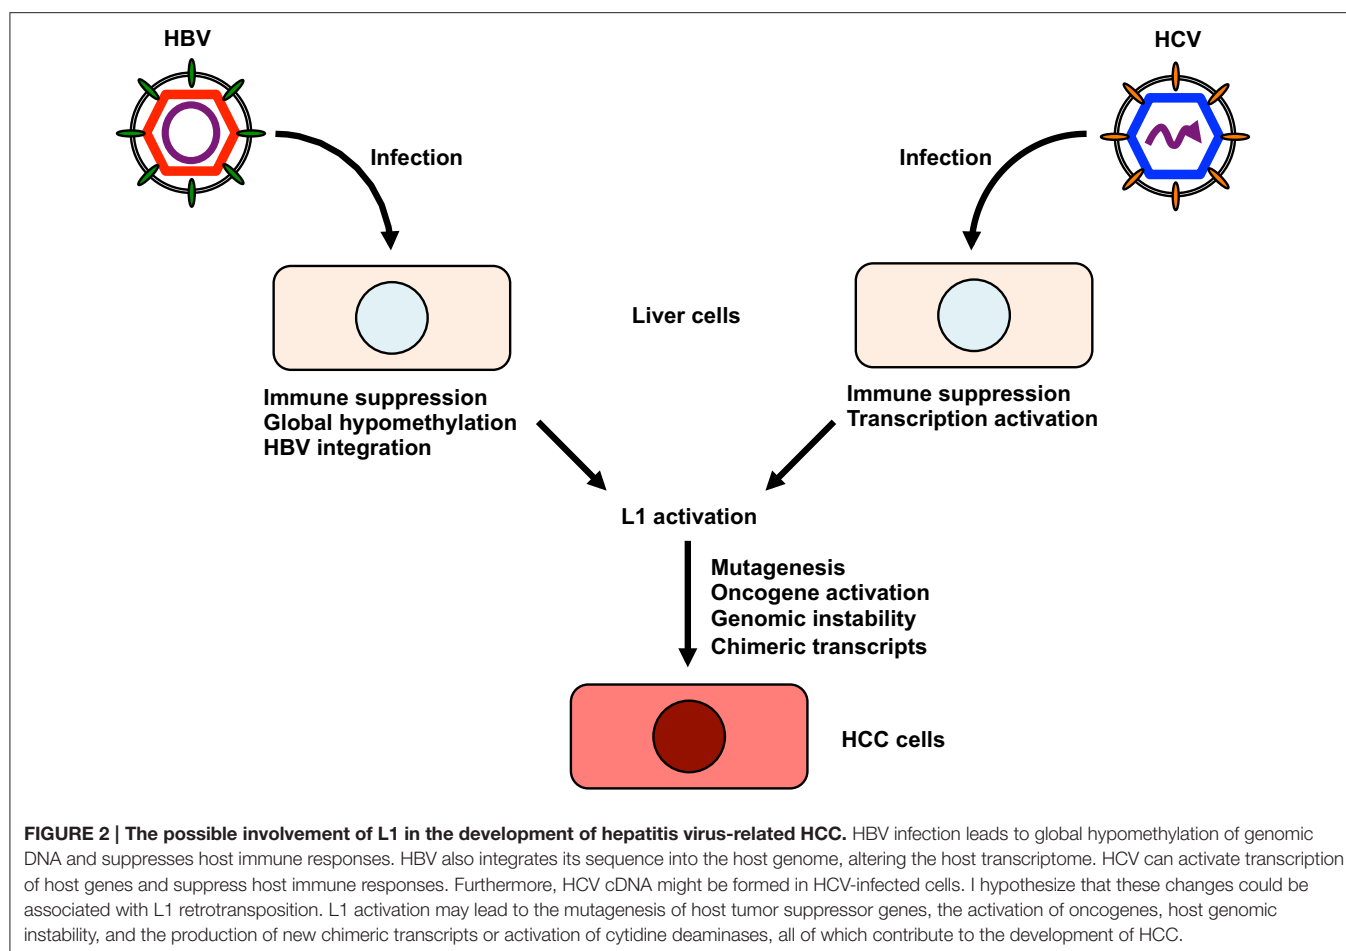 HBV
HCV
Infection
Infection
Liver cells
Immune suppression
Global hypomethylation
HBV integration
Immune suppression
Transcription activation
L1 activation
Mutagenesis
Oncogene activation
Genomic instability
Chimeric transcripts
HCC cells
FIGURE 2 | The possible involvement of L1 in the development of hepatitis virus-related HCC. HBV infection leads to global hypomethylation of genomic
DNA and suppresses host immune responses. HBV also integrates its sequence into the host genome, altering the host transcriptome. HCV can activate transcription
of host genes and suppress host immune responses. Furthermore, HCV cDNA might be formed in HCV-infected cells. I hypothesize that these changes could be
associated with L1 retrotransposition. L1 activation may lead to the mutagenesis of host tumor suppressor genes, the activation of oncogenes, host genomic
instability, and the production of new chimeric transcripts or activation of cytidine deaminases, all of which contribute to the development of HCC.